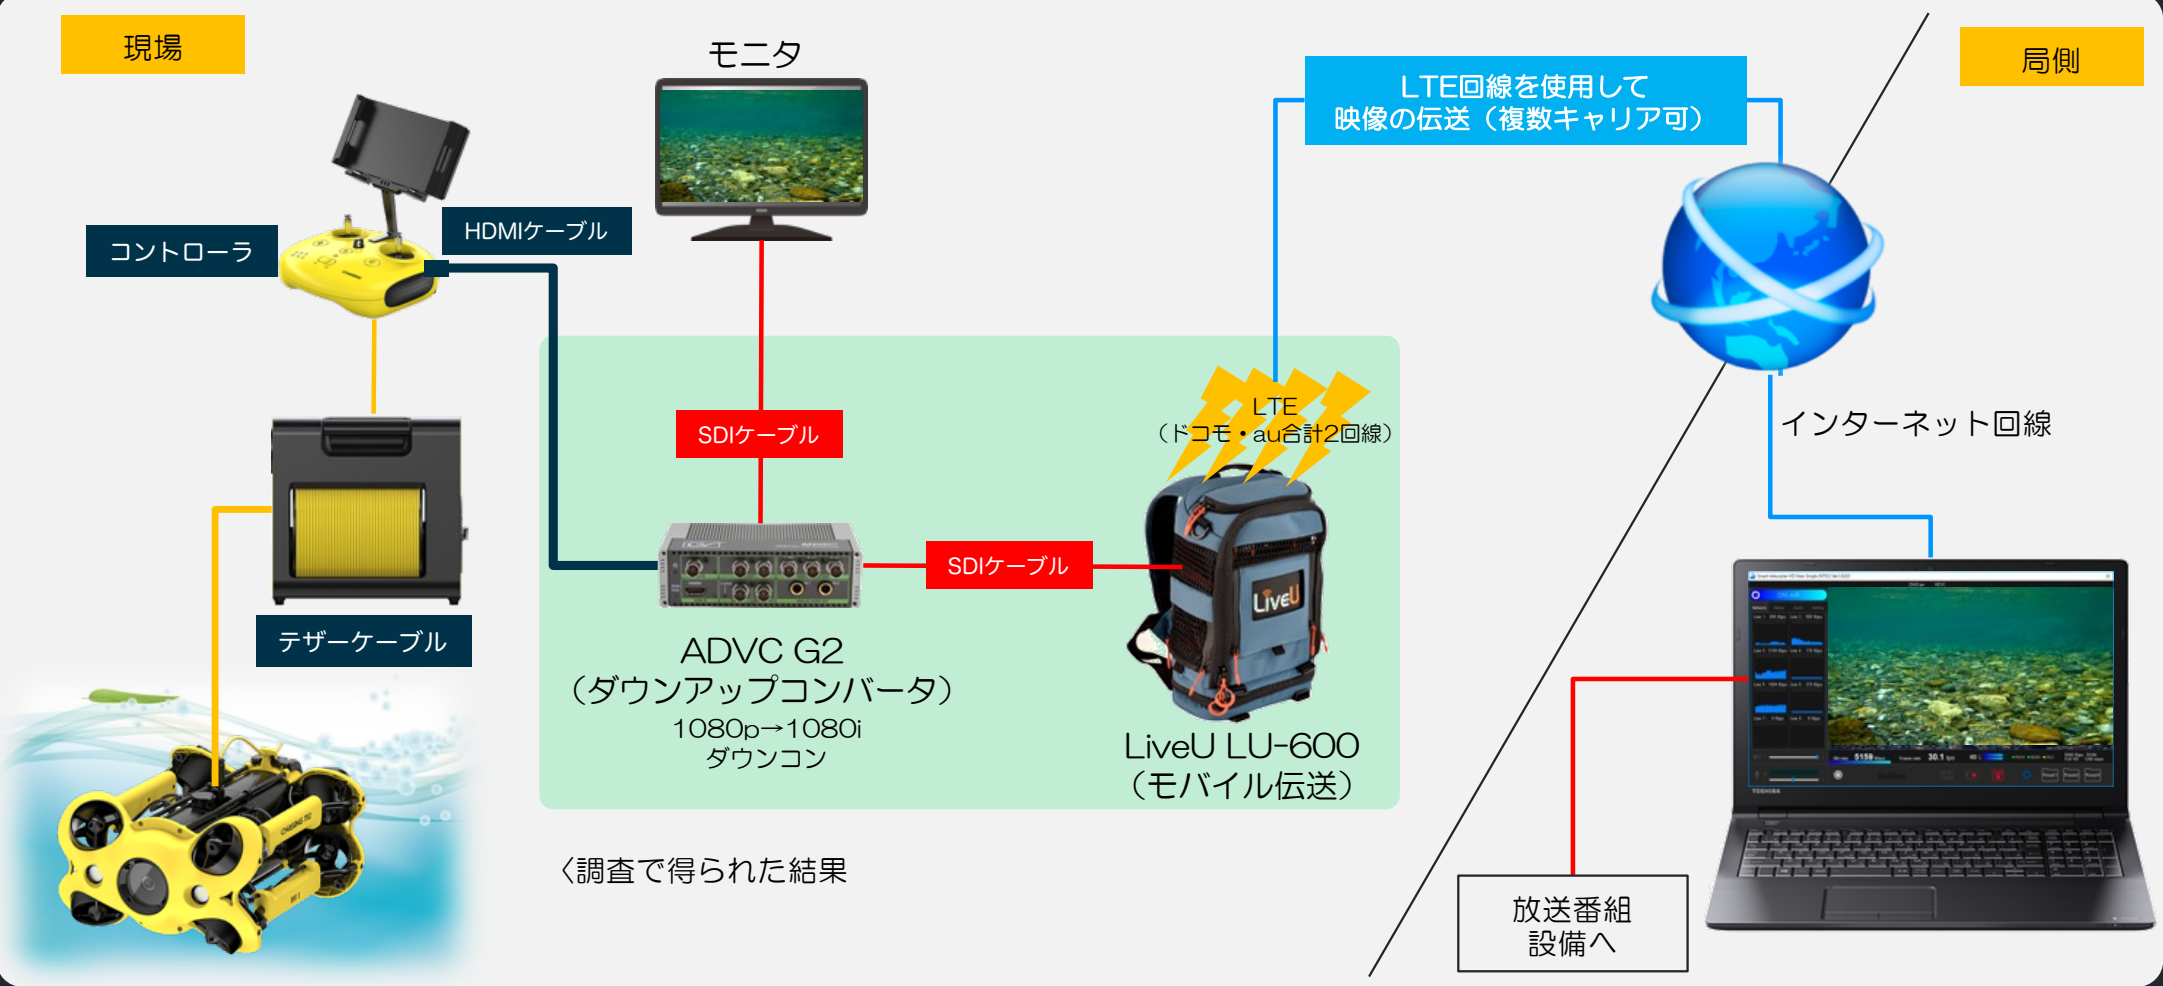 現場
モニタ
LTE回線を使用して
映像の伝送（複数キャリア可）
局側
コントローラ
HDMIケーブル
SDIケーブル
LTE
（ドコモ・au合計2回線）
インターネット回線
SDIケーブル
LiveU
テザーケーブル
ADVC G2
（ダウンアップコンバータ）
1080p→1080i
ダウンコン
LiveU LU-600
（モバイル伝送）
CHASING M2
5159
30.1
TOSHIBA
〈調査で得られた結果
放送番組
設備へ